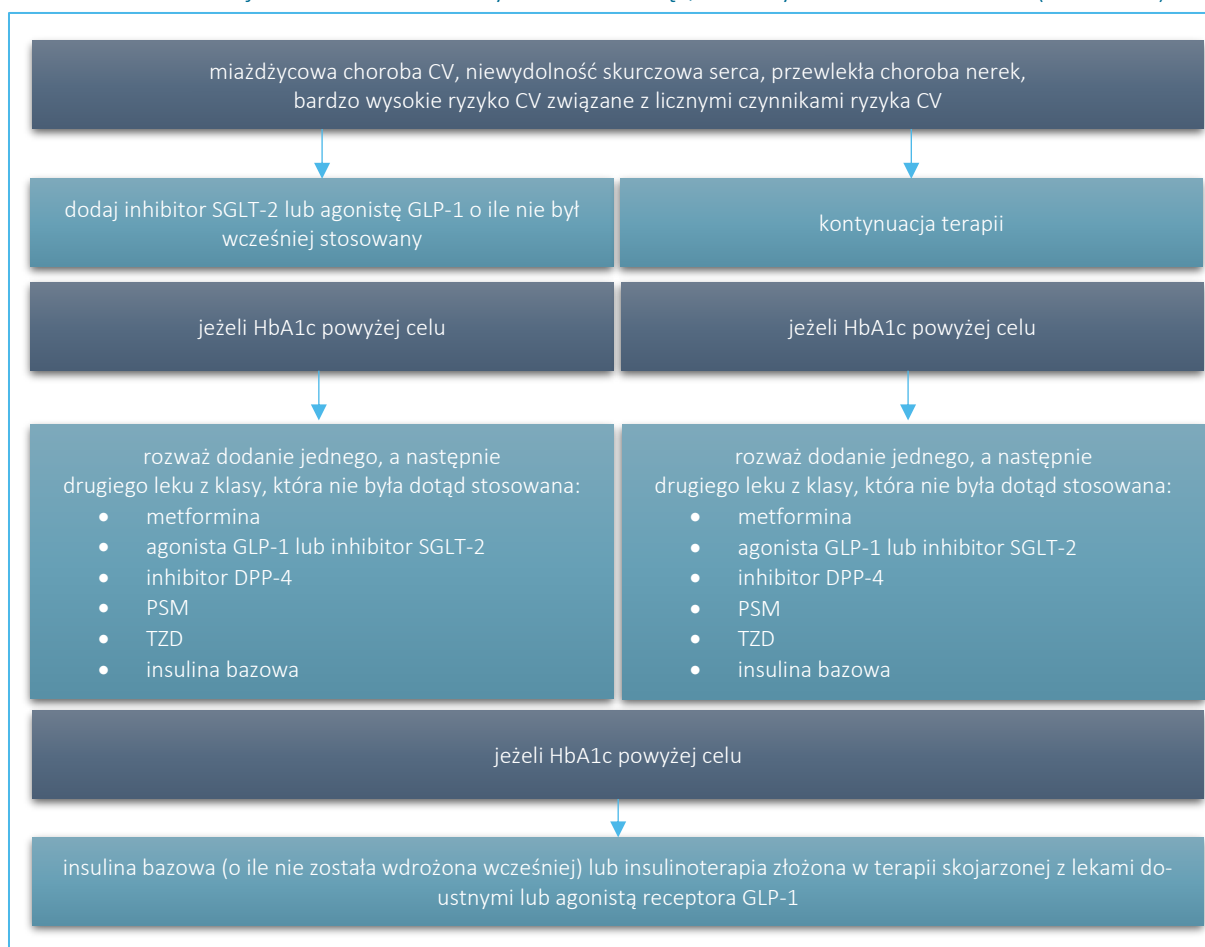 miażdżycowa choroba CV, niewydolność skurczowa serca, przewlekła choroba nerek,
bardzo wysokie ryzyko CV związane z licznymi czynnikami ryzyka CV
dodaj inhibitor SGLT-2 lub agonistę GLP-1 o ile nie był
wcześniej stosowany
kontynuacja terapii
jeżeli HbA1c powyżej celu
jeżeli HbA1c powyżej celu
rozważ dodanie jednego, a następnie
drugiego leku z klasy, która nie była dotąd stosowana:
• metformina
• agonista GLP-1 lub inhibitor SGLT-2
• inhibitor DPP-4
• PSM
• TZD
• insulina bazowa
rozważ dodanie jednego, a następnie
drugiego leku z klasy, która nie była dotąd stosowana:
• metformina
• agonista GLP-1 lub inhibitor SGLT-2
• inhibitor DPP-4
• PSM
• TZD
• insulina bazowa
jeżeli HbA1c powyżej celu
insulina bazowa (o ile nie została wdrożona wcześniej) lub insulinoterapia złożona w terapii skojarzonej z lekami do-
ustnymi lub agonistą receptora GLP-1